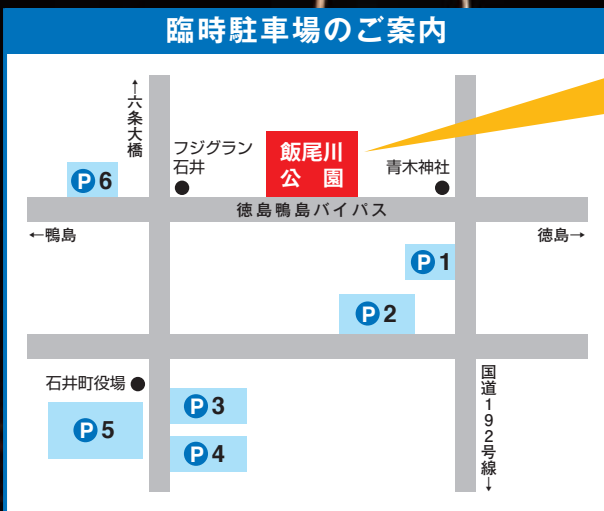 臨時駐車場のご案内
↑六条大橋
フジグラン
石井
飯尾川
公園
青木神社
P6
徳島鴨島バイパス
←鴨島
徳島→
P1
P2
石井町役場
国道192号線↓
P3
P5
P4